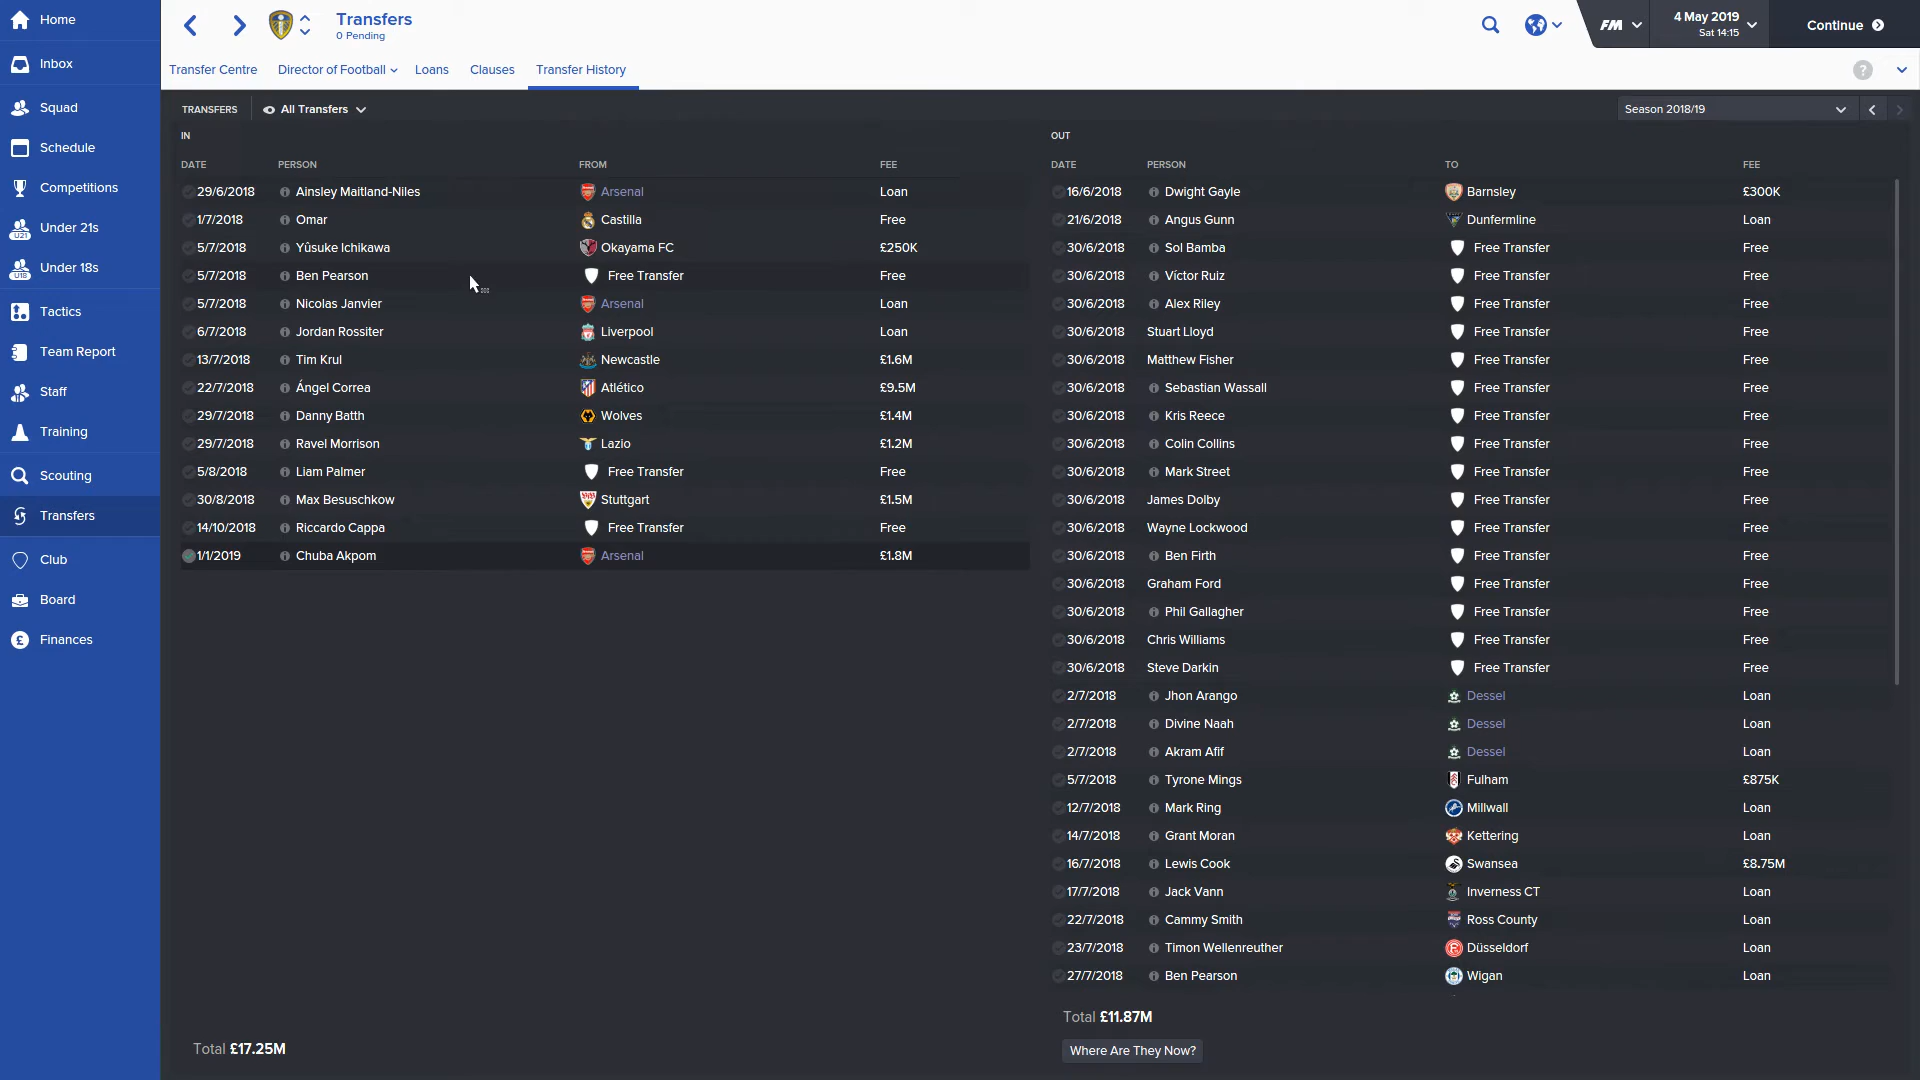 Home
Inbox
Squad
Schedule
Competitions
Under 21s
Under 18s
Tactics
Team Report
Staff
Training
Scouting
Transfers
Club
Board
Finances
Transfers
0 Pending
FM
4 May 2019
Sat 14:15
Continue
Transfer Centre Director of Football Loans Clauses Transfer History
?
TRANSFERS All Transfers
Season 2018/19
IN
DATE PERSON FROM FEE
29/6/2018 Ainsley Maitland-Niles Arsenal Loan
1/7/2018 Omar Castilla Free
5/7/2018 Yûsuke Ichikawa Okayama FC £250K
5/7/2018 Ben Pearson Free Transfer Free
5/7/2018 Nicolas Janvier Arsenal Loan
6/7/2018 Jordan Rossiter Liverpool Loan
13/7/2018 Tim Krul Newcastle £1.6M
22/7/2018 Ángel Correa Atlético £9.5M
29/7/2018 Danny Batth Wolves £1.4M
29/7/2018 Ravel Morrison Lazio £1.2M
5/8/2018 Liam Palmer Free Transfer Free
30/8/2018 Max Besuschkow Stuttgart £1.5M
14/10/2018 Riccardo Cappa Free Transfer Free
1/1/2019 Chuba Akpom Arsenal £1.8M
Total £17.25M
OUT
DATE PERSON TO FEE
16/6/2018 Dwight Gayle Barnsley £300K
21/6/2018 Angus Gunn Dunfermline Loan
30/6/2018 Sol Bamba Free Transfer Free
30/6/2018 Víctor Ruiz Free Transfer Free
30/6/2018 Alex Riley Free Transfer Free
30/6/2018 Stuart Lloyd Free Transfer Free
30/6/2018 Matthew Fisher Free Transfer Free
30/6/2018 Sebastian Wassall Free Transfer Free
30/6/2018 Kris Reece Free Transfer Free
30/6/2018 Colin Collins Free Transfer Free
30/6/2018 Mark Street Free Transfer Free
30/6/2018 James Dolby Free Transfer Free
30/6/2018 Wayne Lockwood Free Transfer Free
30/6/2018 Ben Firth Free Transfer Free
30/6/2018 Graham Ford Free Transfer Free
30/6/2018 Phil Gallagher Free Transfer Free
30/6/2018 Chris Williams Free Transfer Free
30/6/2018 Steve Darkin Free Transfer Free
2/7/2018 Jhon Arango Dessel Loan
2/7/2018 Divine Naah Dessel Loan
2/7/2018 Akram Afif Dessel Loan
5/7/2018 Tyrone Mings Fulham £875K
12/7/2018 Mark Ring Millwall Loan
14/7/2018 Grant Moran Kettering Loan
16/7/2018 Lewis Cook Swansea £8.75M
17/7/2018 Jack Vann Inverness CT Loan
22/7/2018 Cammy Smith Ross County Loan
23/7/2018 Timon Wellenreuther Düsseldorf Loan
27/7/2018 Ben Pearson Wigan Loan
Total £11.87M
Where Are They Now?